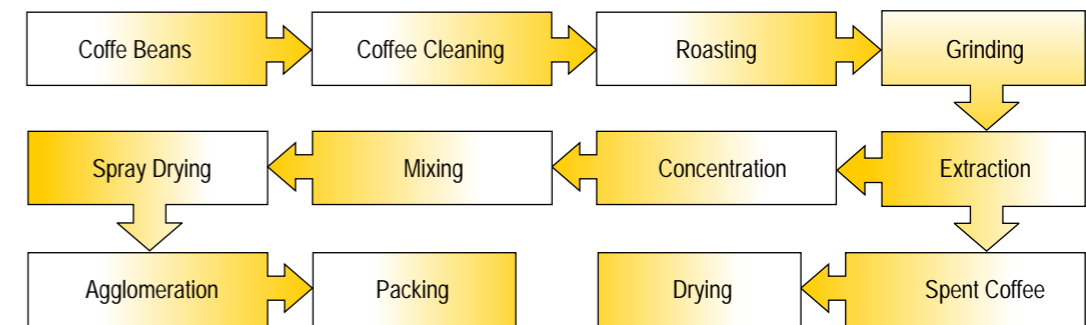 Coffe Beans
Coffee Cleaning
Roasting
Grinding
Spray Drying
Mixing
Concentration
Extraction
Agglomeration
Packing
Drying
Spent Coffee